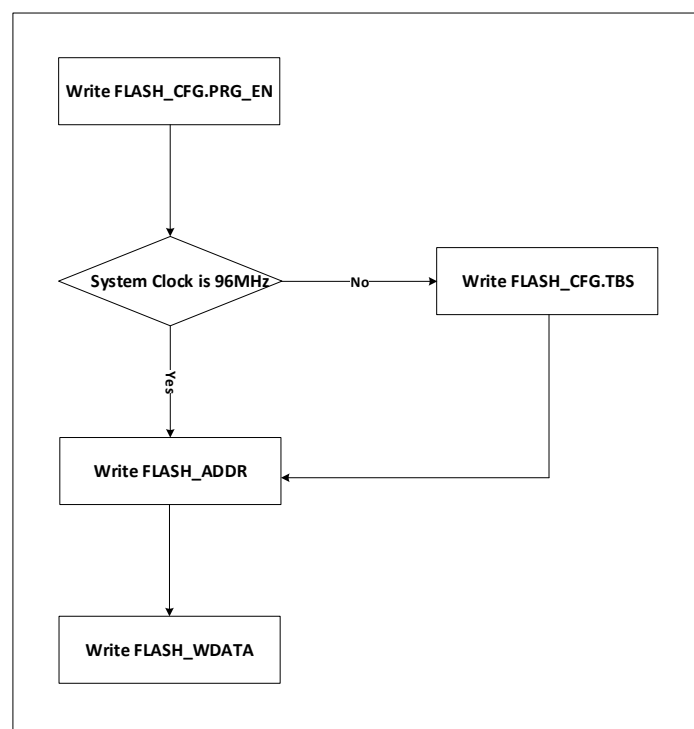 Write FLASH_CFG.PRG_EN
System Clock is 96MHz
No
Write FLASH_CFG.TBS
Yes
Write FLASH_ADDR
Write FLASH_WDATA